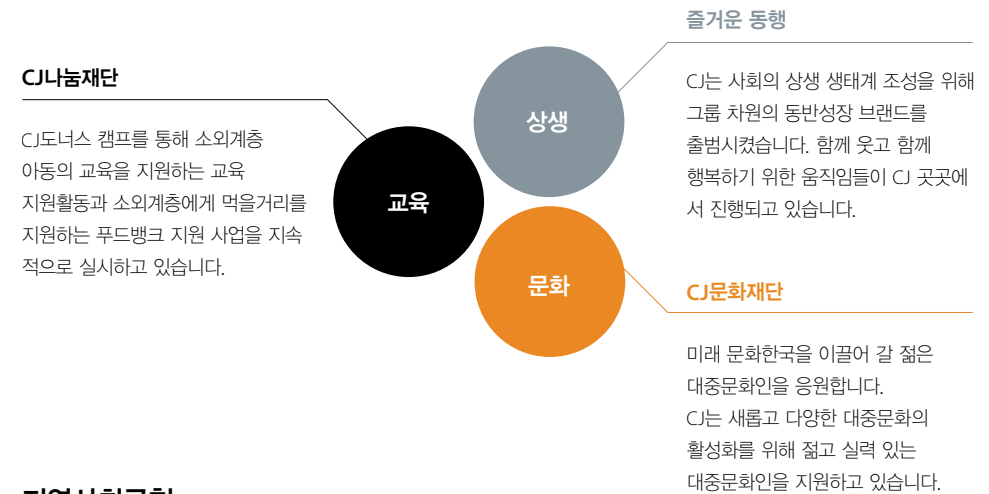 CJ나눔재단
CJ도너스 캠프를 통해 소외계층
아동의 교육을 지원하는 교육
지원활동과 소외계층에게 먹을거리를
지원하는 푸드뱅크 지원 사업을 지속
적으로 실시하고 있습니다.
교육
상생
문화
즐거운 동행
CJ는 사회의 상생 생태계 조성을 위해
그룹 차원의 동반성장 브랜드를
출범시켰습니다. 함께 웃고 함께
행복하기 위한 움직임들이 CJ 곳곳에
서 진행되고 있습니다.
CJ문화재단
미래 문화한국을 이끌어 갈 젊은
대중문화인을 응원합니다.
CJ는 새롭고 다양한 대중문화의
활성화를 위해 젊고 실력 있는
대중문화인을 지원하고 있습니다.